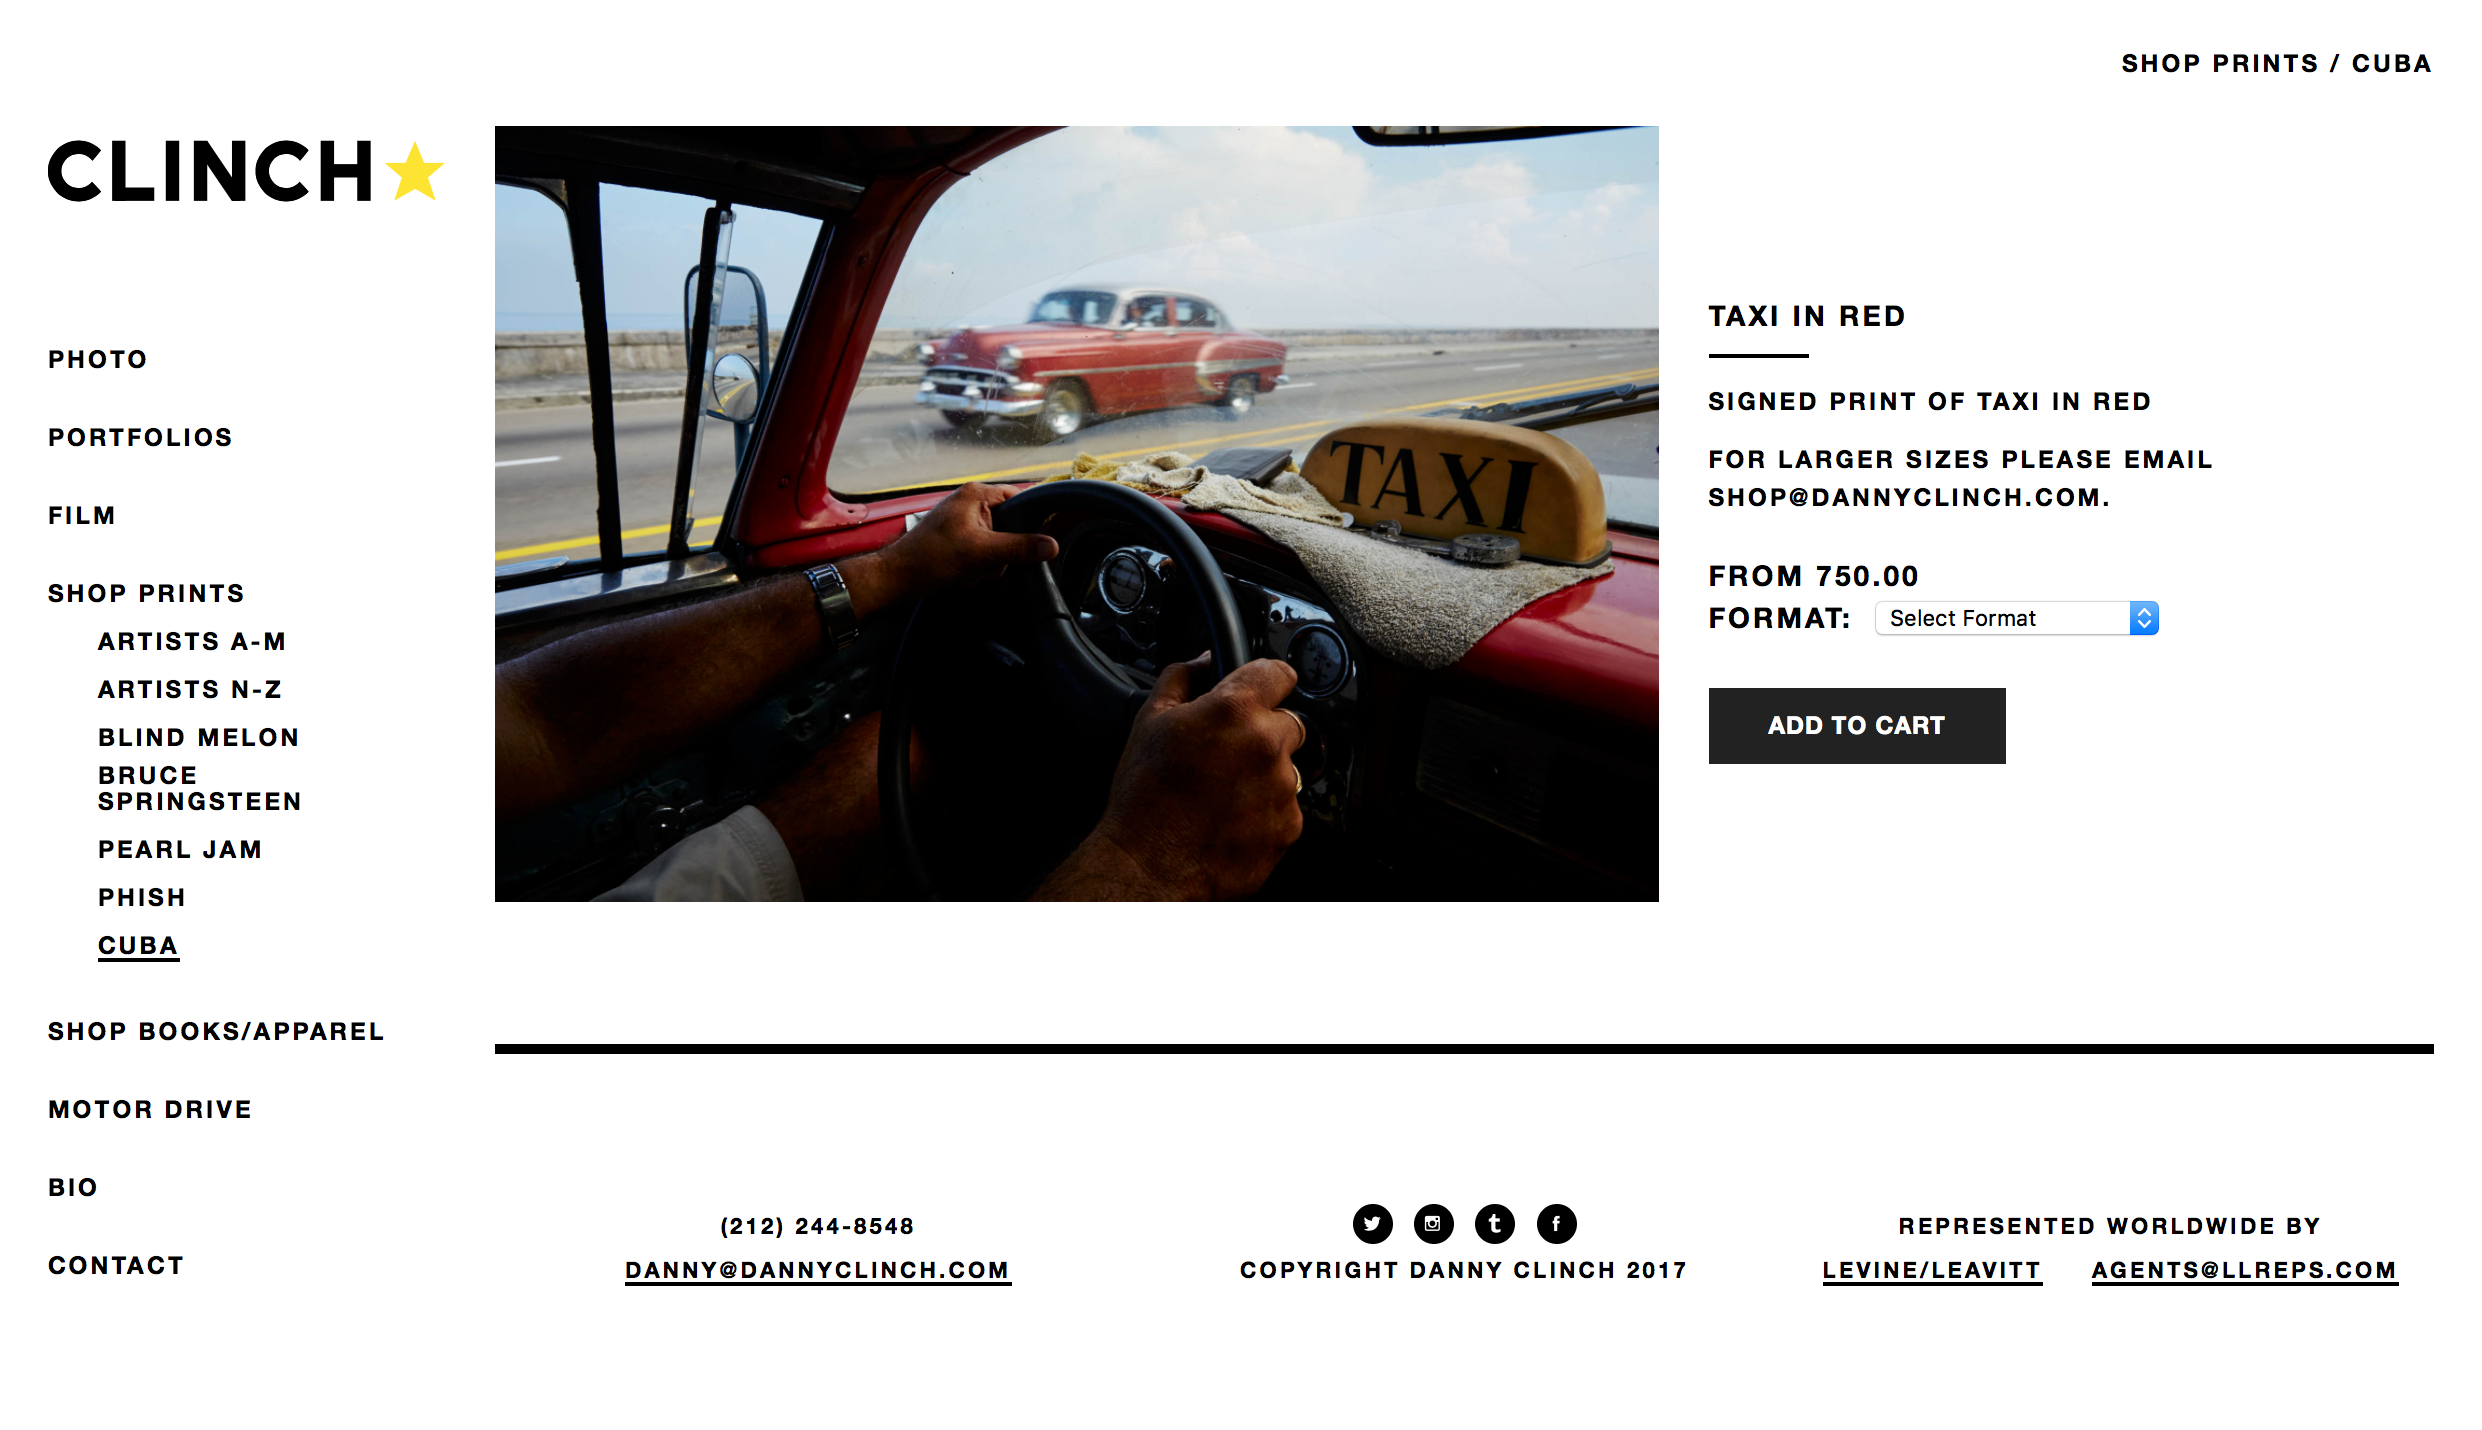 SHOP PRINTS / CUBA
CLINCH
PHOTO
PORTFOLIOS
FILM
SHOP PRINTS
ARTISTS A-M
ARTISTS N-Z
BLIND MELON
BRUCE
SPRINGSTEEN
PEARL JAM
PHISH
CUBA
SHOP BOOKS/APPAREL
MOTOR DRIVE
BIO
CONTACT
TAXI
TAXI IN RED
SIGNED PRINT OF TAXI IN RED
FOR LARGER SIZES PLEASE EMAIL
SHOP@DANNYCLINCH.COM.
FROM 750.00
FORMAT: Select Format
ADD TO CART
(212) 244-8548
DANNY@DANNYCLINCH.COM
COPYRIGHT DANNY CLINCH 2017
REPRESENTED WORLDWIDE BY
LEVINE/LEAVITT AGENTS@LLREPS.COM